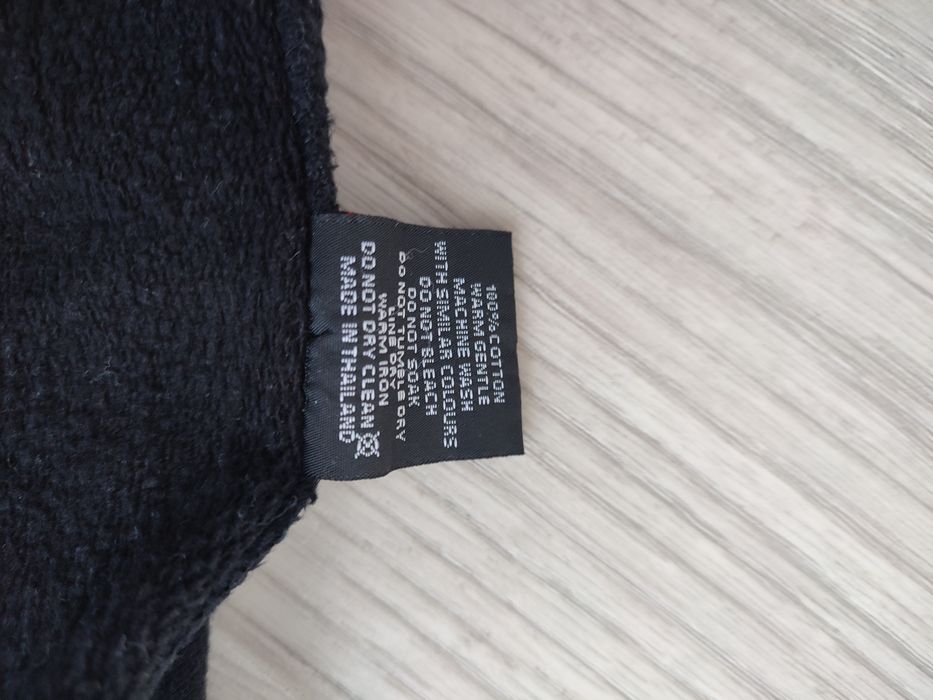 100% COTTON
WARM GENTLE
MACHINE WASH
WITH SIMILAR COLOURS
DO NOT BLEACH
DO NOT SOAK
DO NOT TUMBLE DRY
LINE DRY
WARM IRON
DO NOT DRY CLEAN
MADE IN THAILAND